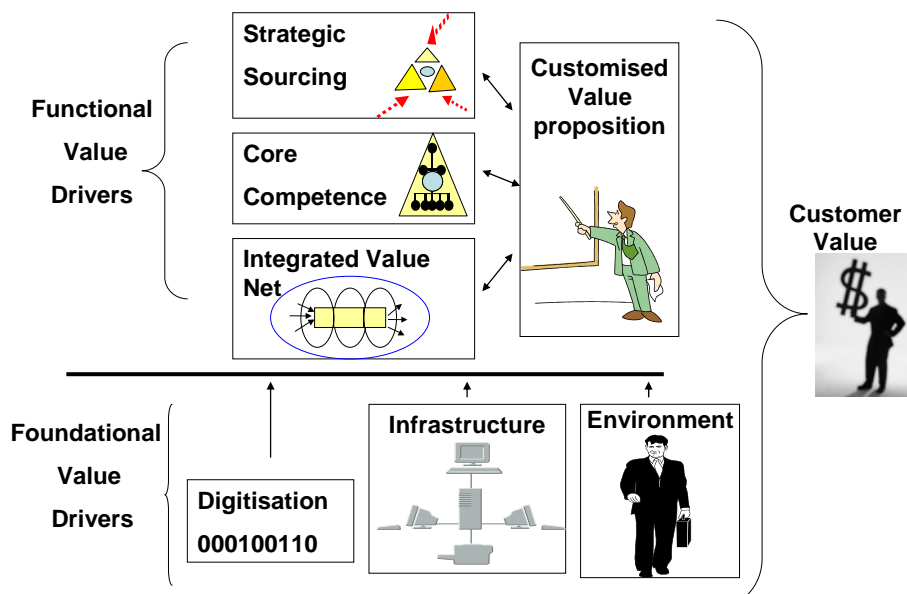 Functional
Value
Drivers
Strategic
Sourcing
Core
Competence
Integrated Value
Net
Customised
Value
proposition
Customer
Value
$
Foundational
Value
Drivers
Digitisation
000100110
Infrastructure
Environment